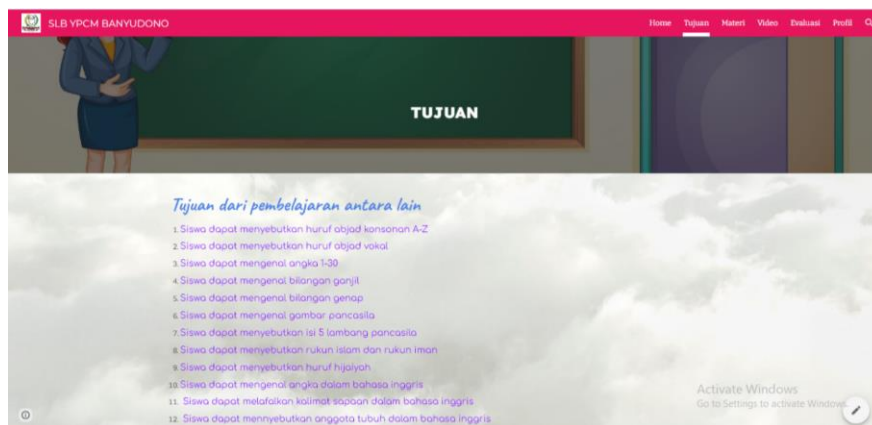 SLB YPCM BANYUDONO
Home Tujuan Materi Video Evaluasi Profil
TUJUAN
Tujuan dari pembelajaran antara lain
1. Siswa dapat menyebutkan huruf abjad konsonan A-Z
2. Siswa dapat menyebutkan huruf abjad vokal
3. Siswa dapat mengenal angka 1-30
4. Siswa dapat mengenal bilangan ganjil
5. Siswa dapat mengenal bilangan genap
6. Siswa dapat mengenal gambar pancasila
7. Siswa dapat menyebutkan isi 5 lambang pancasila
8. Siswa dapat menyebutkan rukun islam dan rukun iman
9. Siswa dapat menyebutkan huruf hijaiyah
10. Siswa dapat mengenal angka dalam bahasa inggris
11. Siswa dapat melafalkan kalimat sapaan dalam bahasa inggris
12. Siswa dapat mennyebutkan anggota tubuh dalam bahasa inggris
Activate Windows
Go to Settings to activate Windows.